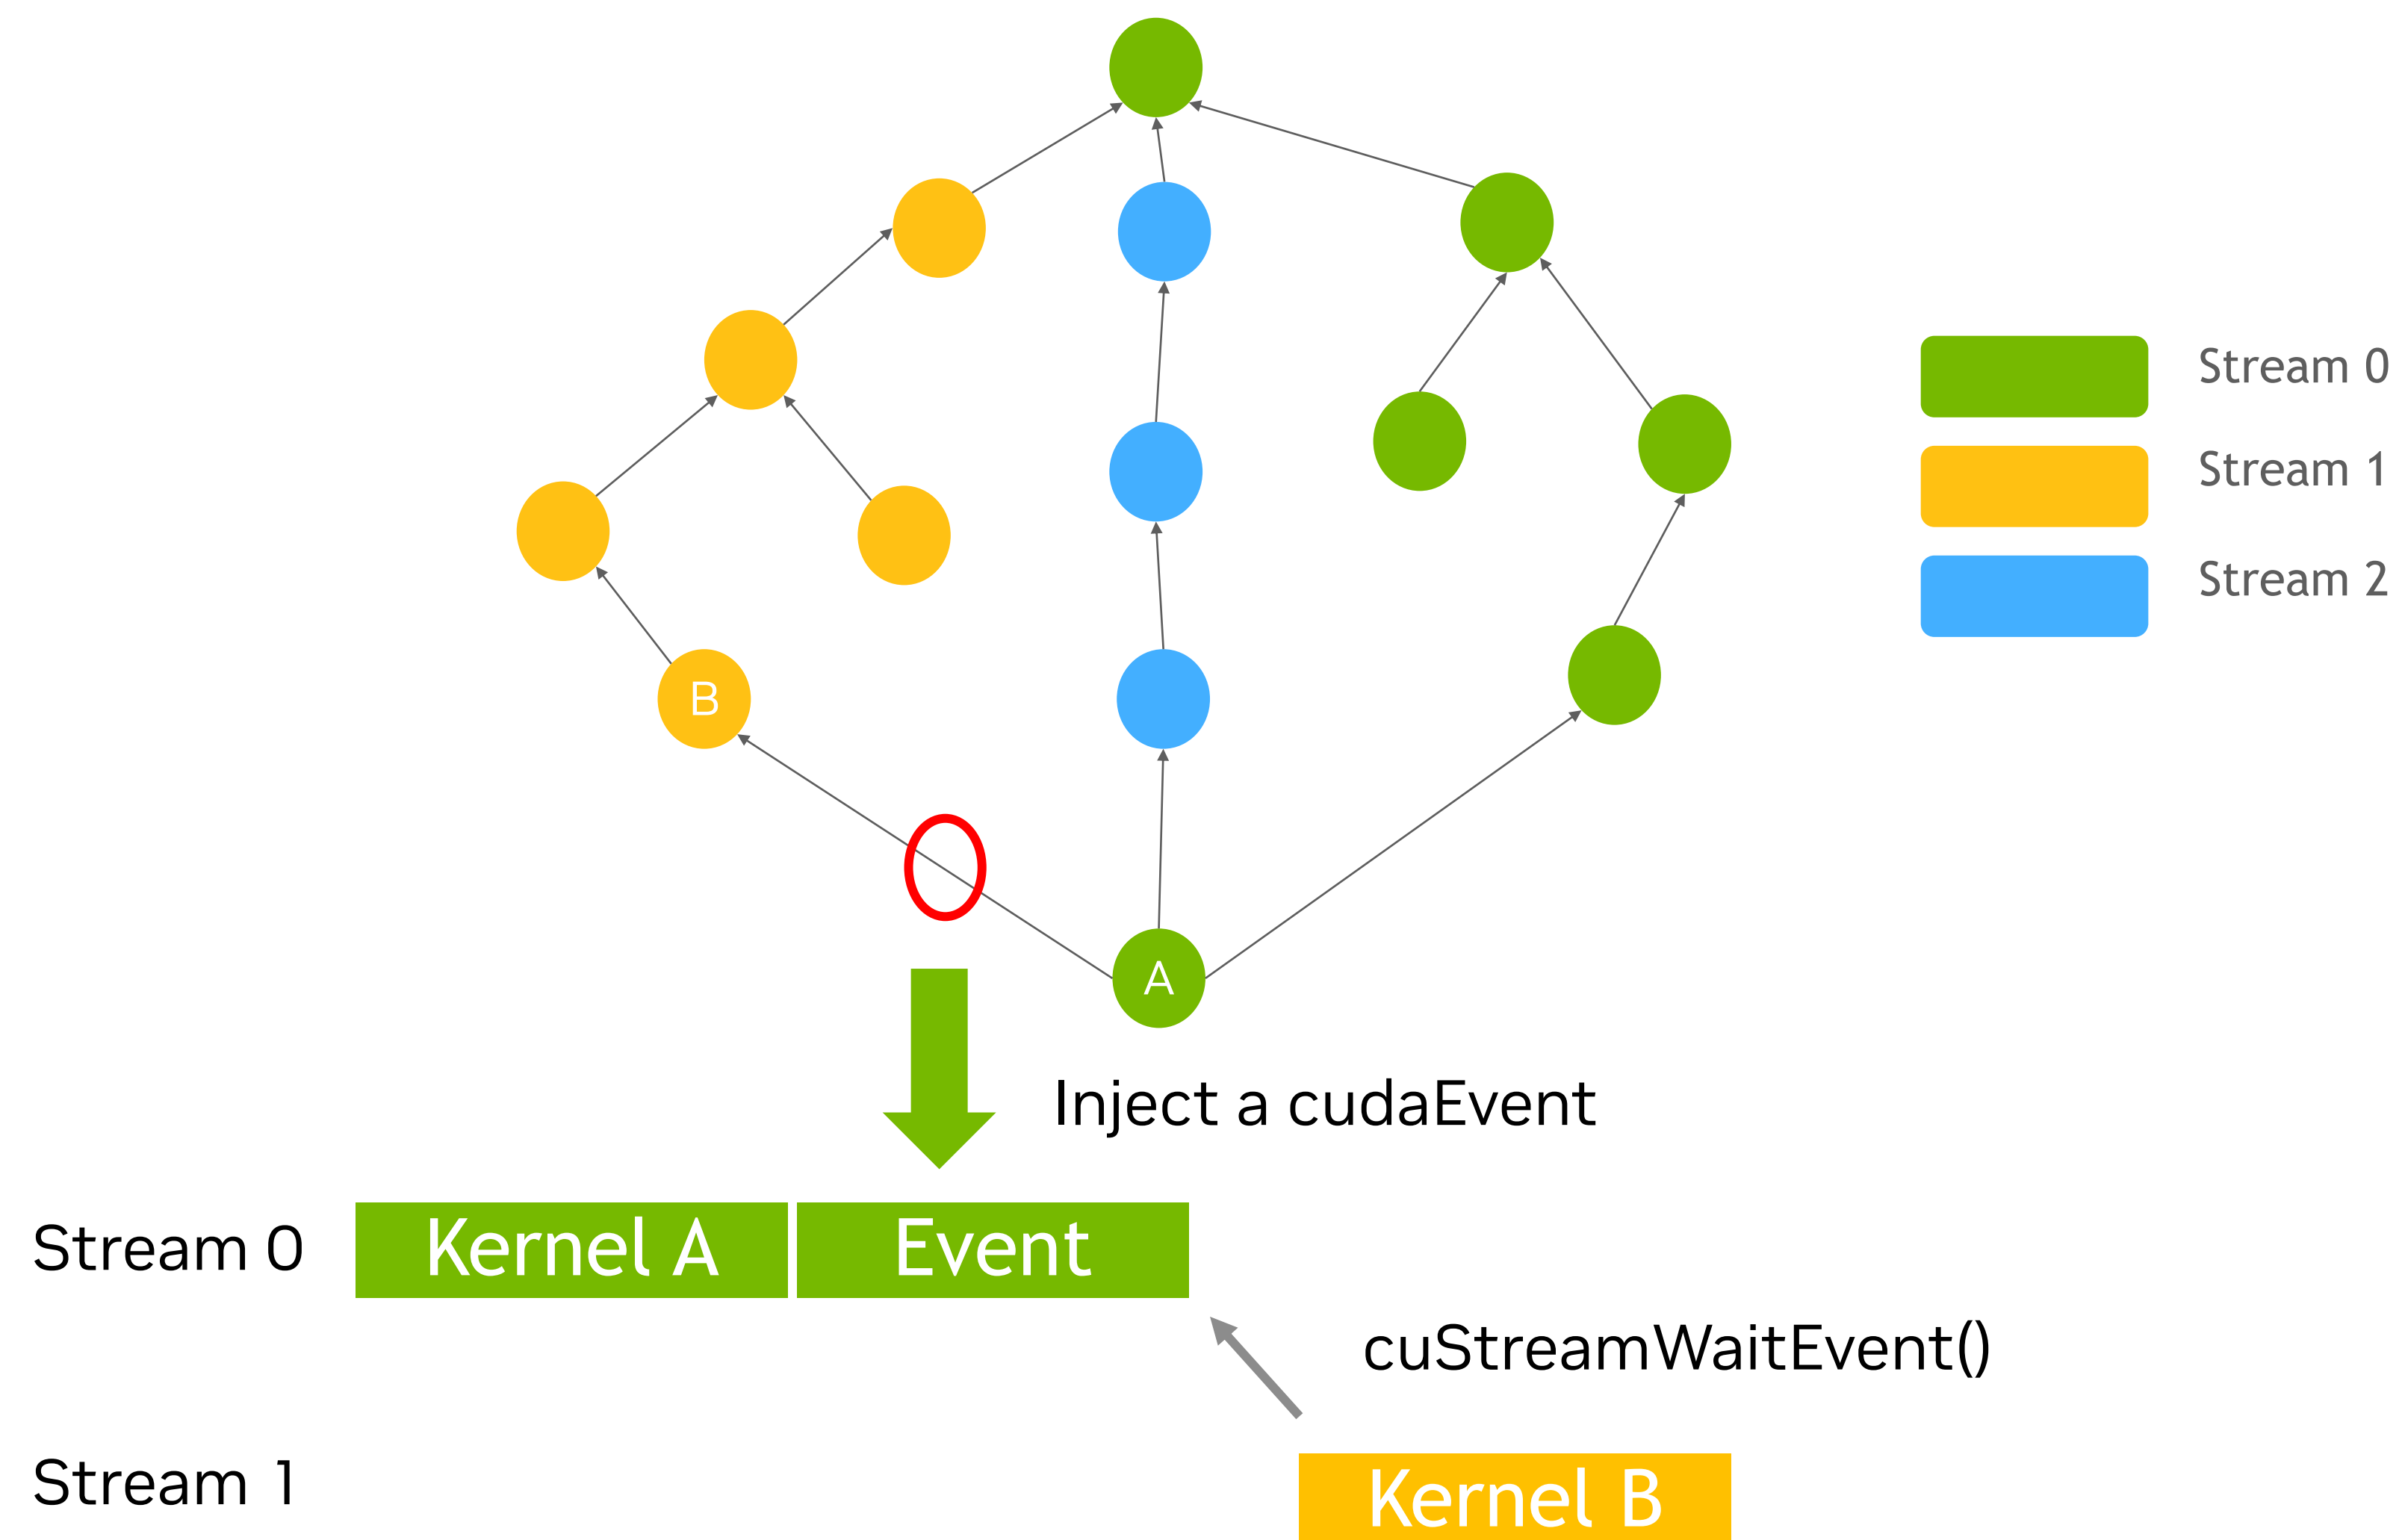 Stream 0
Stream 1
Stream 2
B
A
Inject a cudaEvent
Stream 0
Kernel A
Event
cuStreamWaitEvent()
Stream 1
Kernel B